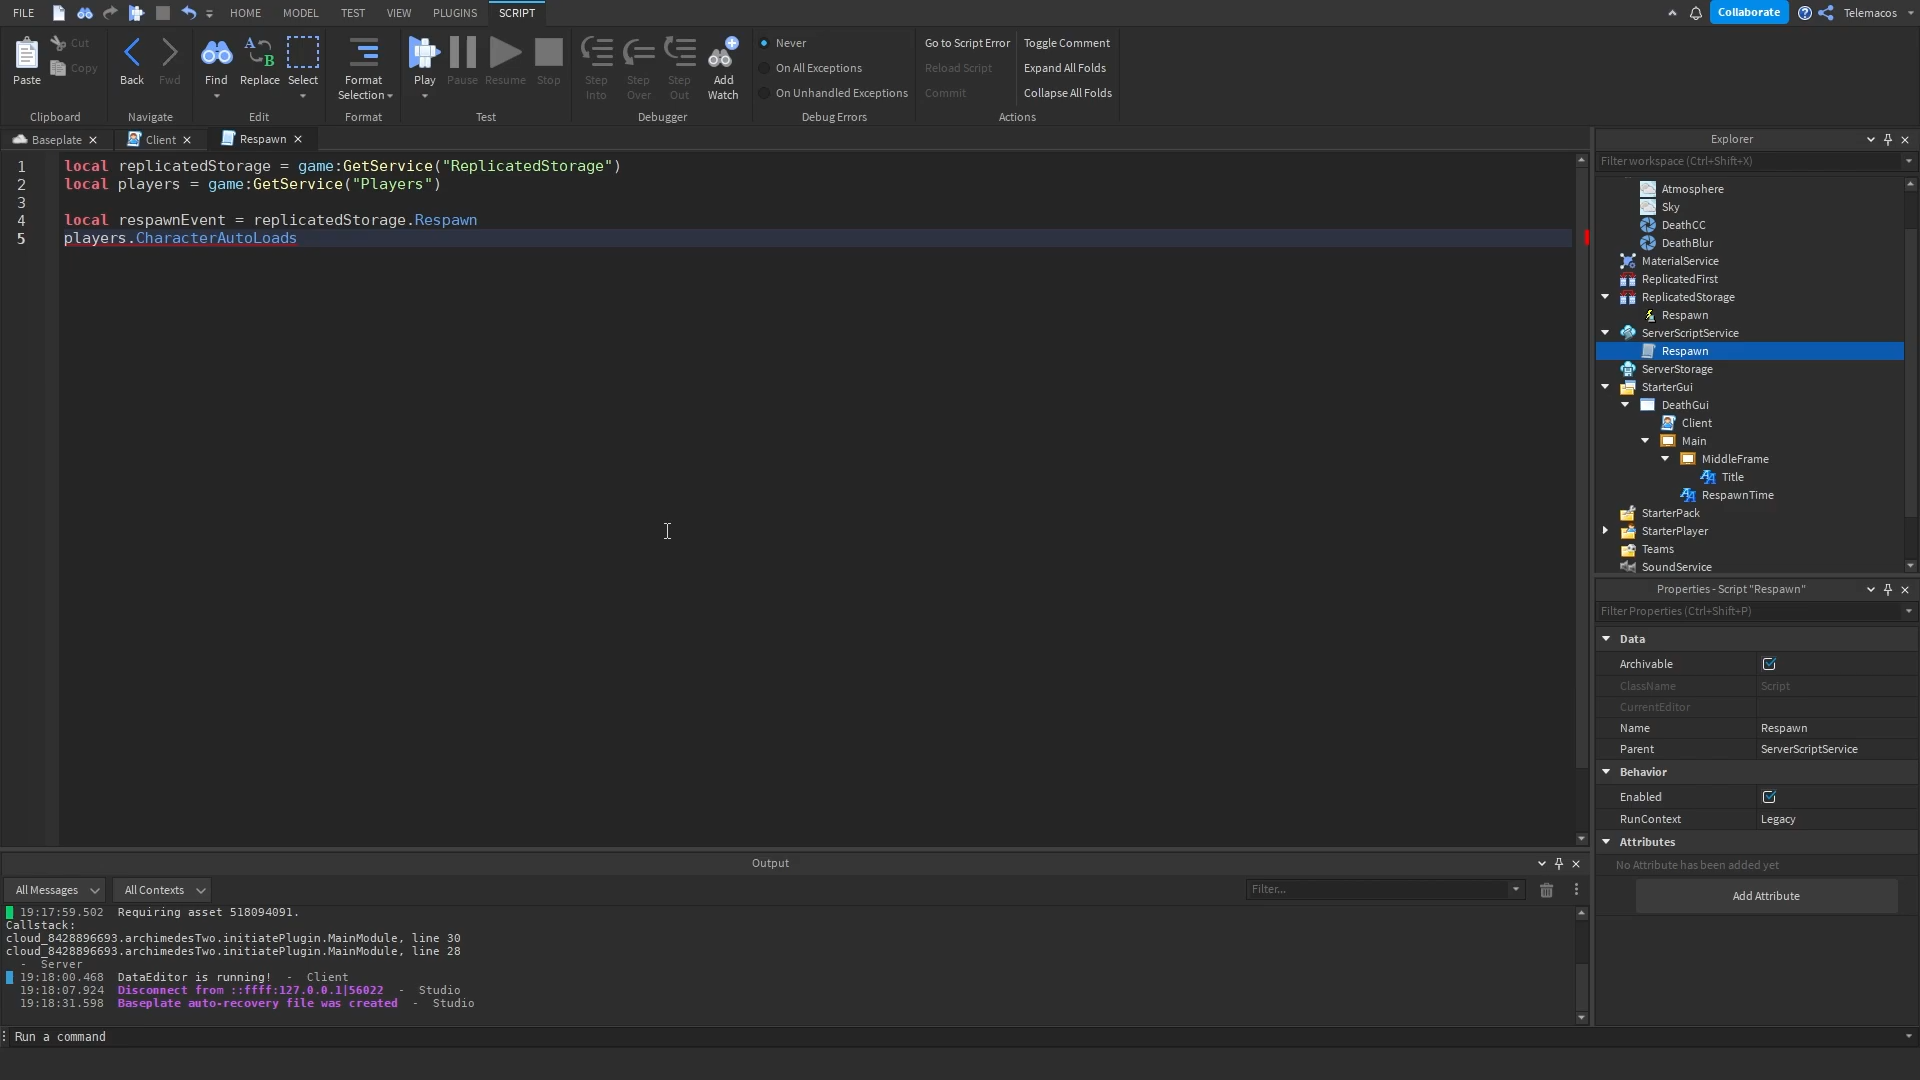 FILE HOME MODEL TEST VIEW PLUGINS SCRIPT Collaborate Telemacos
Paste Cut Copy Back Fwd Find Replace Select Format Selection Play Pause Resume Stop Step Into Step Over Step Out Add Watch
Never Go to Script Error Toggle Comment
On All Exceptions Reload Script Expand All Folds
On Unhandled Exceptions Commit Collapse All Folds
Clipboard Navigate Edit Format Test Debugger Debug Errors Actions
Baseplate Client Respawn
1 local replicatedStorage = game:GetService("ReplicatedStorage")
2 local players = game:GetService("Players")
3
4 local respawnEvent = replicatedStorage.Respawn
5 players.CharacterAutoLoads
Explorer
Filter workspace (Ctrl+Shift+X)
Atmosphere
Sky
DeathCC
DeathBlur
MaterialService
ReplicatedFirst
ReplicatedStorage
Respawn
ServerScriptService
Respawn
ServerStorage
StarterGui
DeathGui
Client
Main
MiddleFrame
Title
RespawnTime
StarterPack
StarterPlayer
Teams
SoundService
Properties - Script "Respawn"
Filter Properties (Ctrl+Shift+P)
Data
Archivable
ClassName Script
CurrentEditor
Name Respawn
Parent ServerScriptService
Behavior
Enabled
RunContext Legacy
Attributes
No Attribute has been added yet
Add Attribute
Output
All Messages All Contexts Filter...
19:17:59.502 Requiring asset 518094091.
Callstack:
cloud_8428896693.archimedesTwo.initiatePlugin.MainModule, line 30
cloud_8428896693.archimedesTwo.initiatePlugin.MainModule, line 28
- Server
19:18:00.468 DataEditor is running! - Client
19:18:07.924 Disconnect from ::ffff:127.0.0.1|56022 - Studio
19:18:31.598 Baseplate auto-recovery file was created - Studio
Run a command